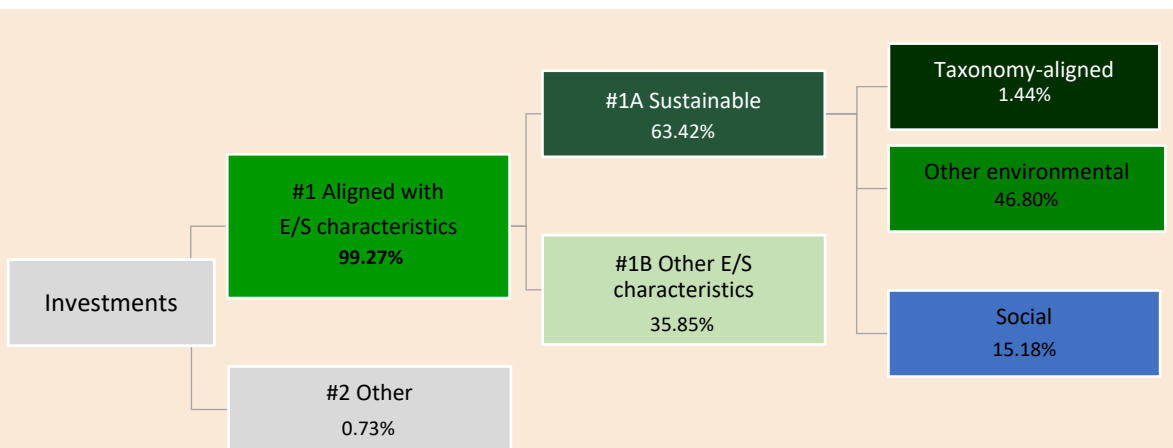 Investments
#1 Aligned with
E/S characteristics
99.27%
#2 Other
0.73%
#1A Sustainable
63.42%
#1B Other E/S
characteristics
35.85%
Taxonomy-aligned
1.44%
Other environmental
46.80%
Social
15.18%